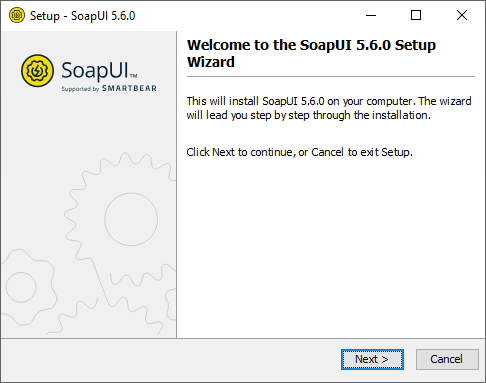 Setup - SoapUI 5.6.0
SoapUI™
Supported by SMARTBEAR
Welcome to the SoapUI 5.6.0 Setup
Wizard
This will install SoapUI 5.6.0 on your computer. The wizard
will lead you step by step through the installation.
Click Next to continue, or Cancel to exit Setup.
Next >
Cancel